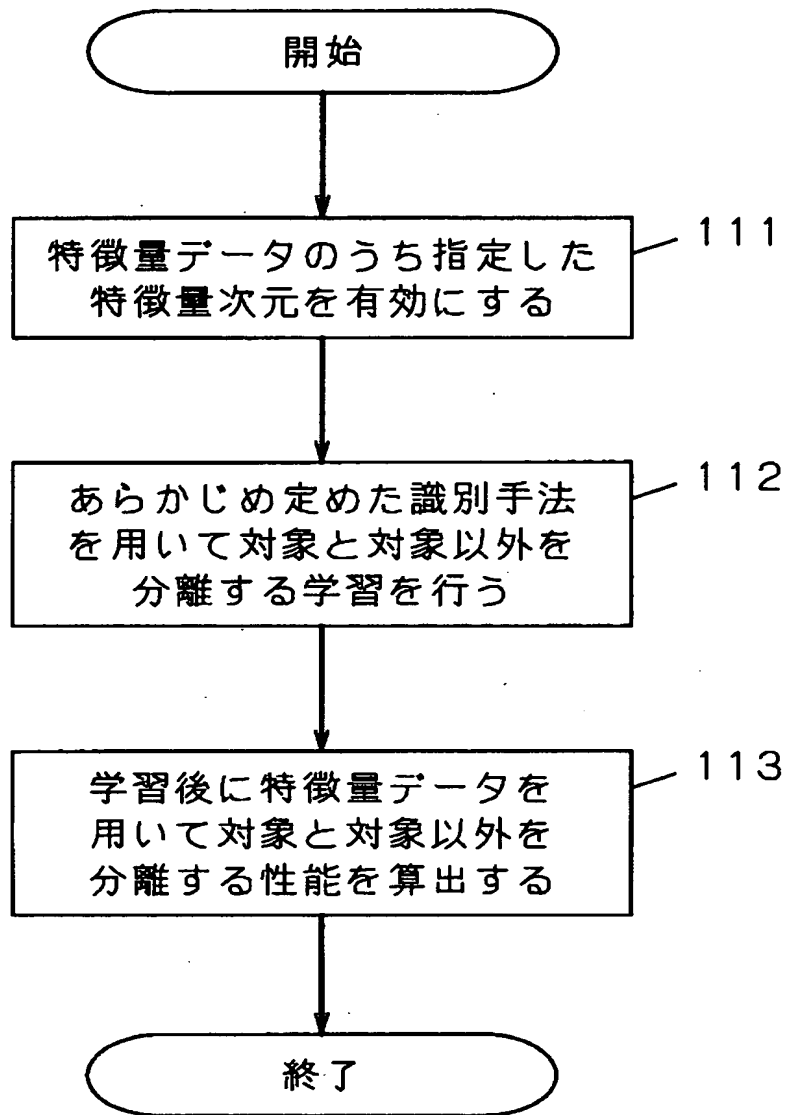 開始
特徴量データのうち指定した
特徴量次元を有効にする
111
あらかじめ定めた識別手法
を用いて対象と対象以外を
分離する学習を行う
112
学習後に特徴量データを
用いて対象と対象以外を
分離する性能を算出する
113
終了